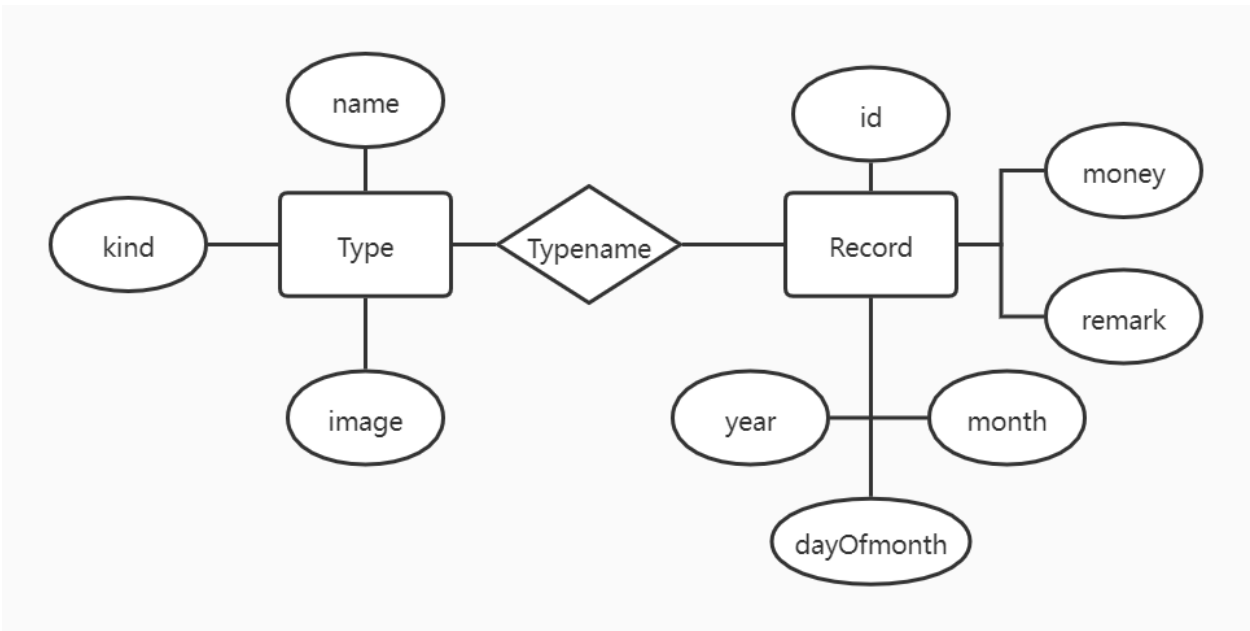 name
id
money
kind
Type
Typename
Record
remark
image
year
month
dayOfmonth